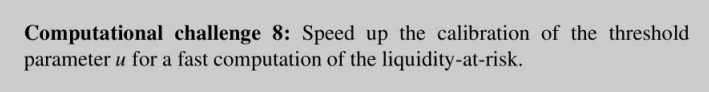 Computational challenge 8: Speed up the calibration of the threshold
parameter u for a fast computation of the liquidity-at-risk.